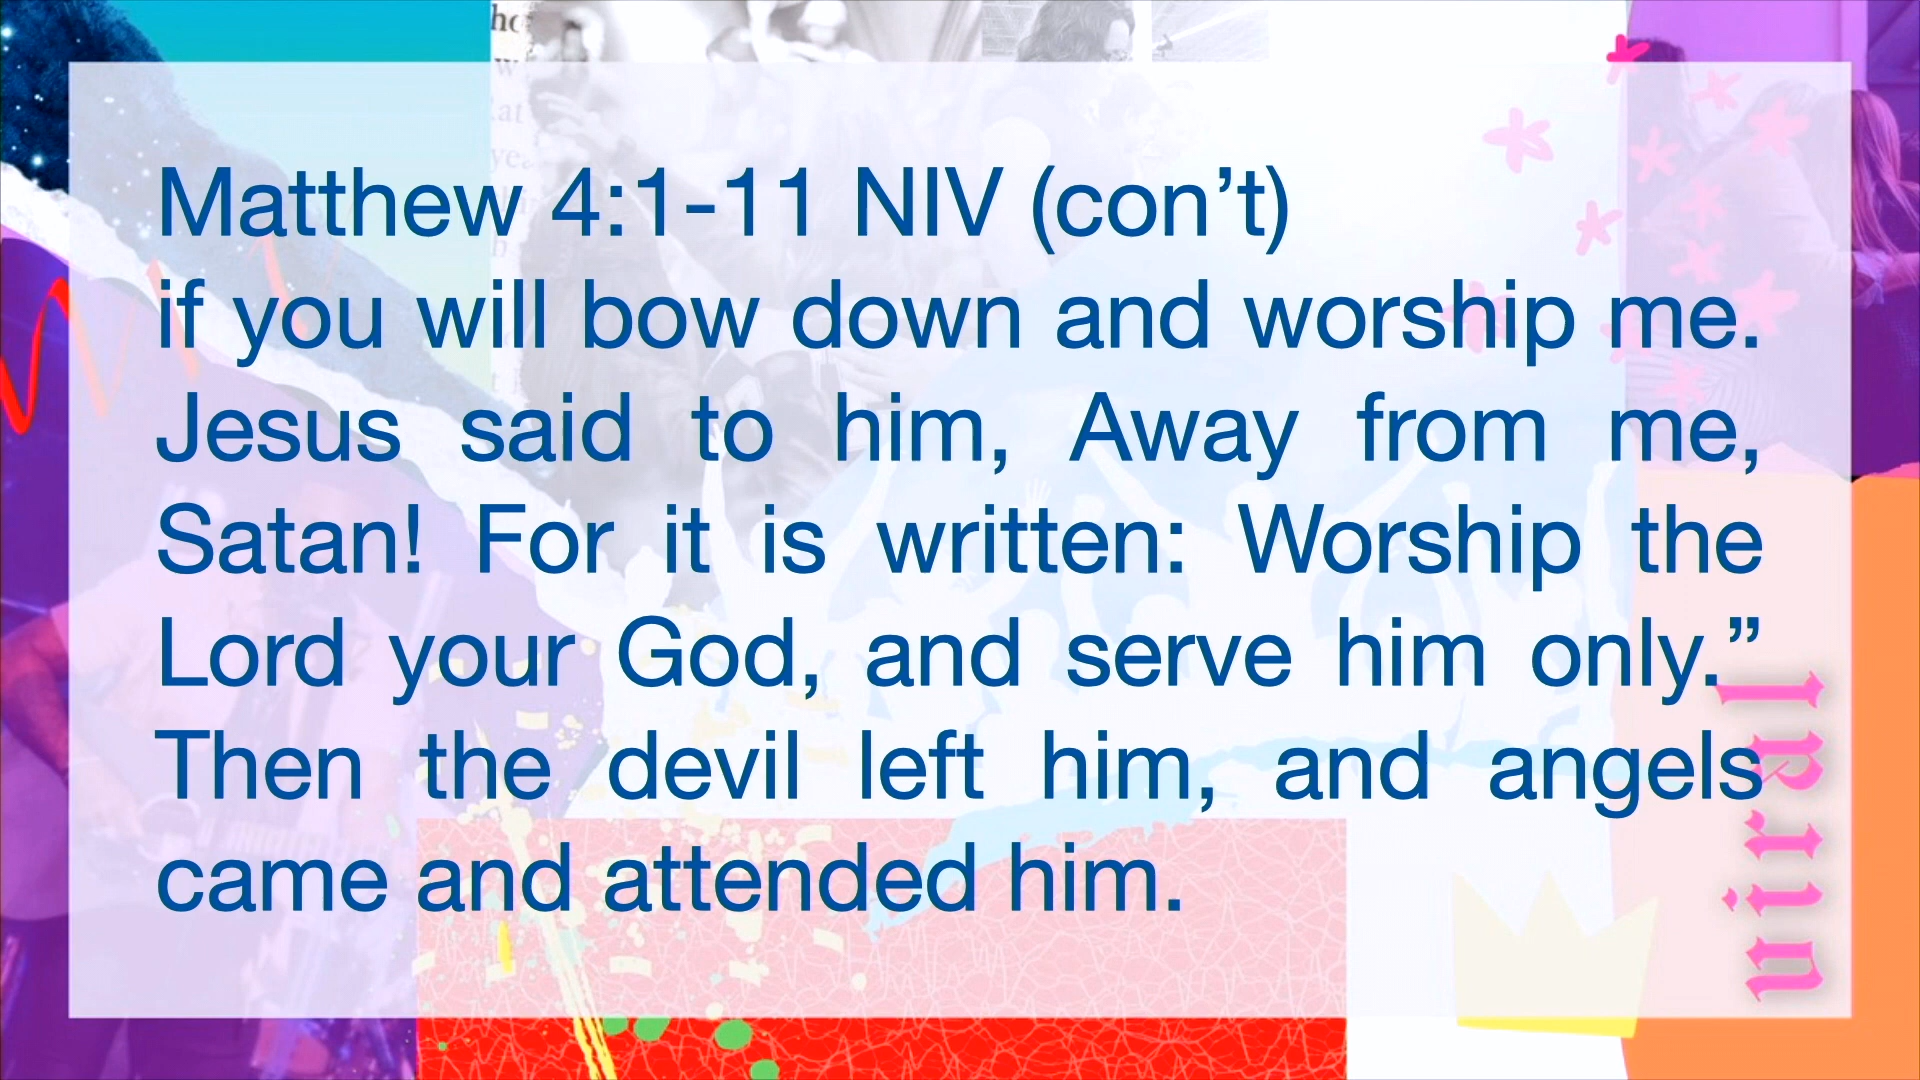 Matthew 4:1-11 NIV (con’t)
if you will bow down and worship me.
Jesus said to him, Away from me,
Satan! For it is written: Worship the
Lord your God, and serve him only.”
Then the devil left him, and angels
came and attended him.
viral